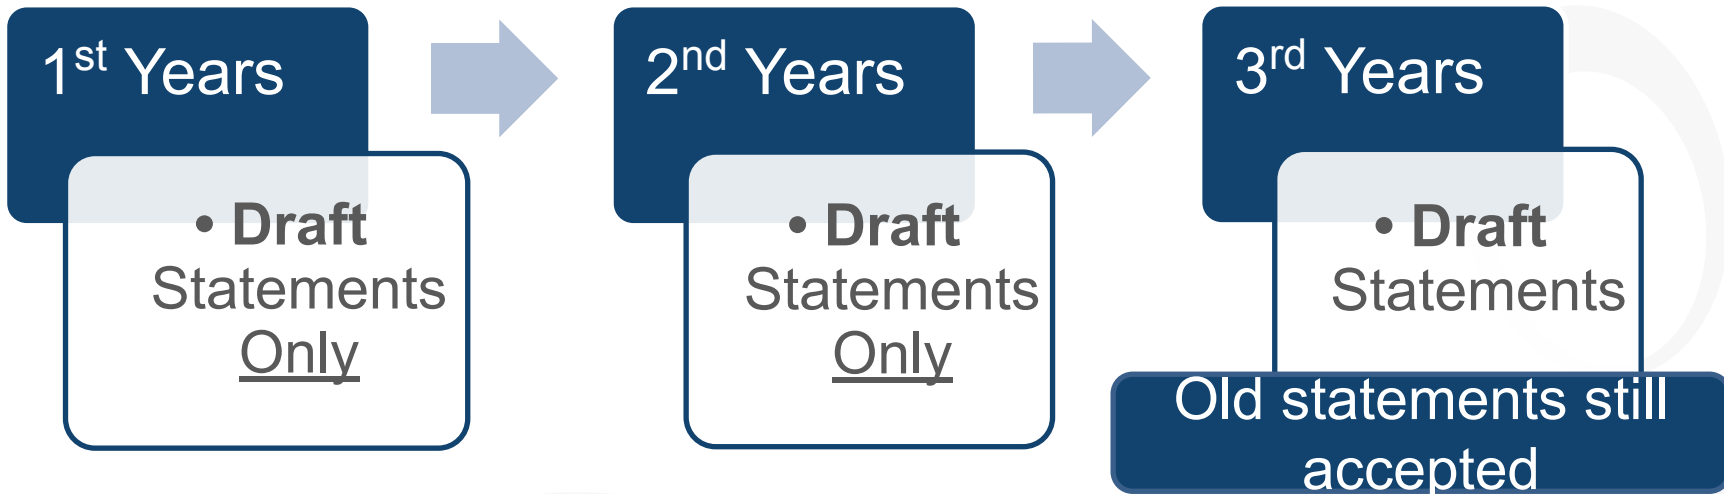 1st Years
• Draft
Statements
Only
2nd Years
• Draft
Statements
Only
3rd Years
• Draft
Statements
Old statements still
accepted